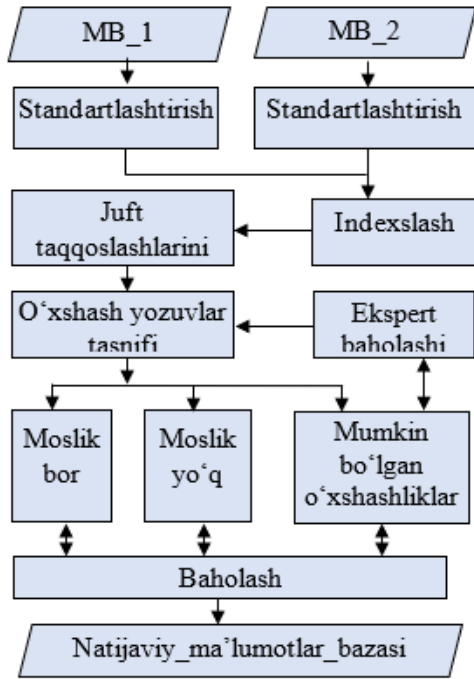 MB_1
MB_2
Standartlashtirish
Standartlashtirish
Juft
taqqoslashlarini
Indexslash
O‘xshash yozuvlar
tasnifi
Ekspert
baholashi
Moslik
bor
Moslik
yo‘q
Mumkin
bo‘lgan
o‘xshashliklar
Baholash
Natijaviy_ma’lumotlar_bazasi